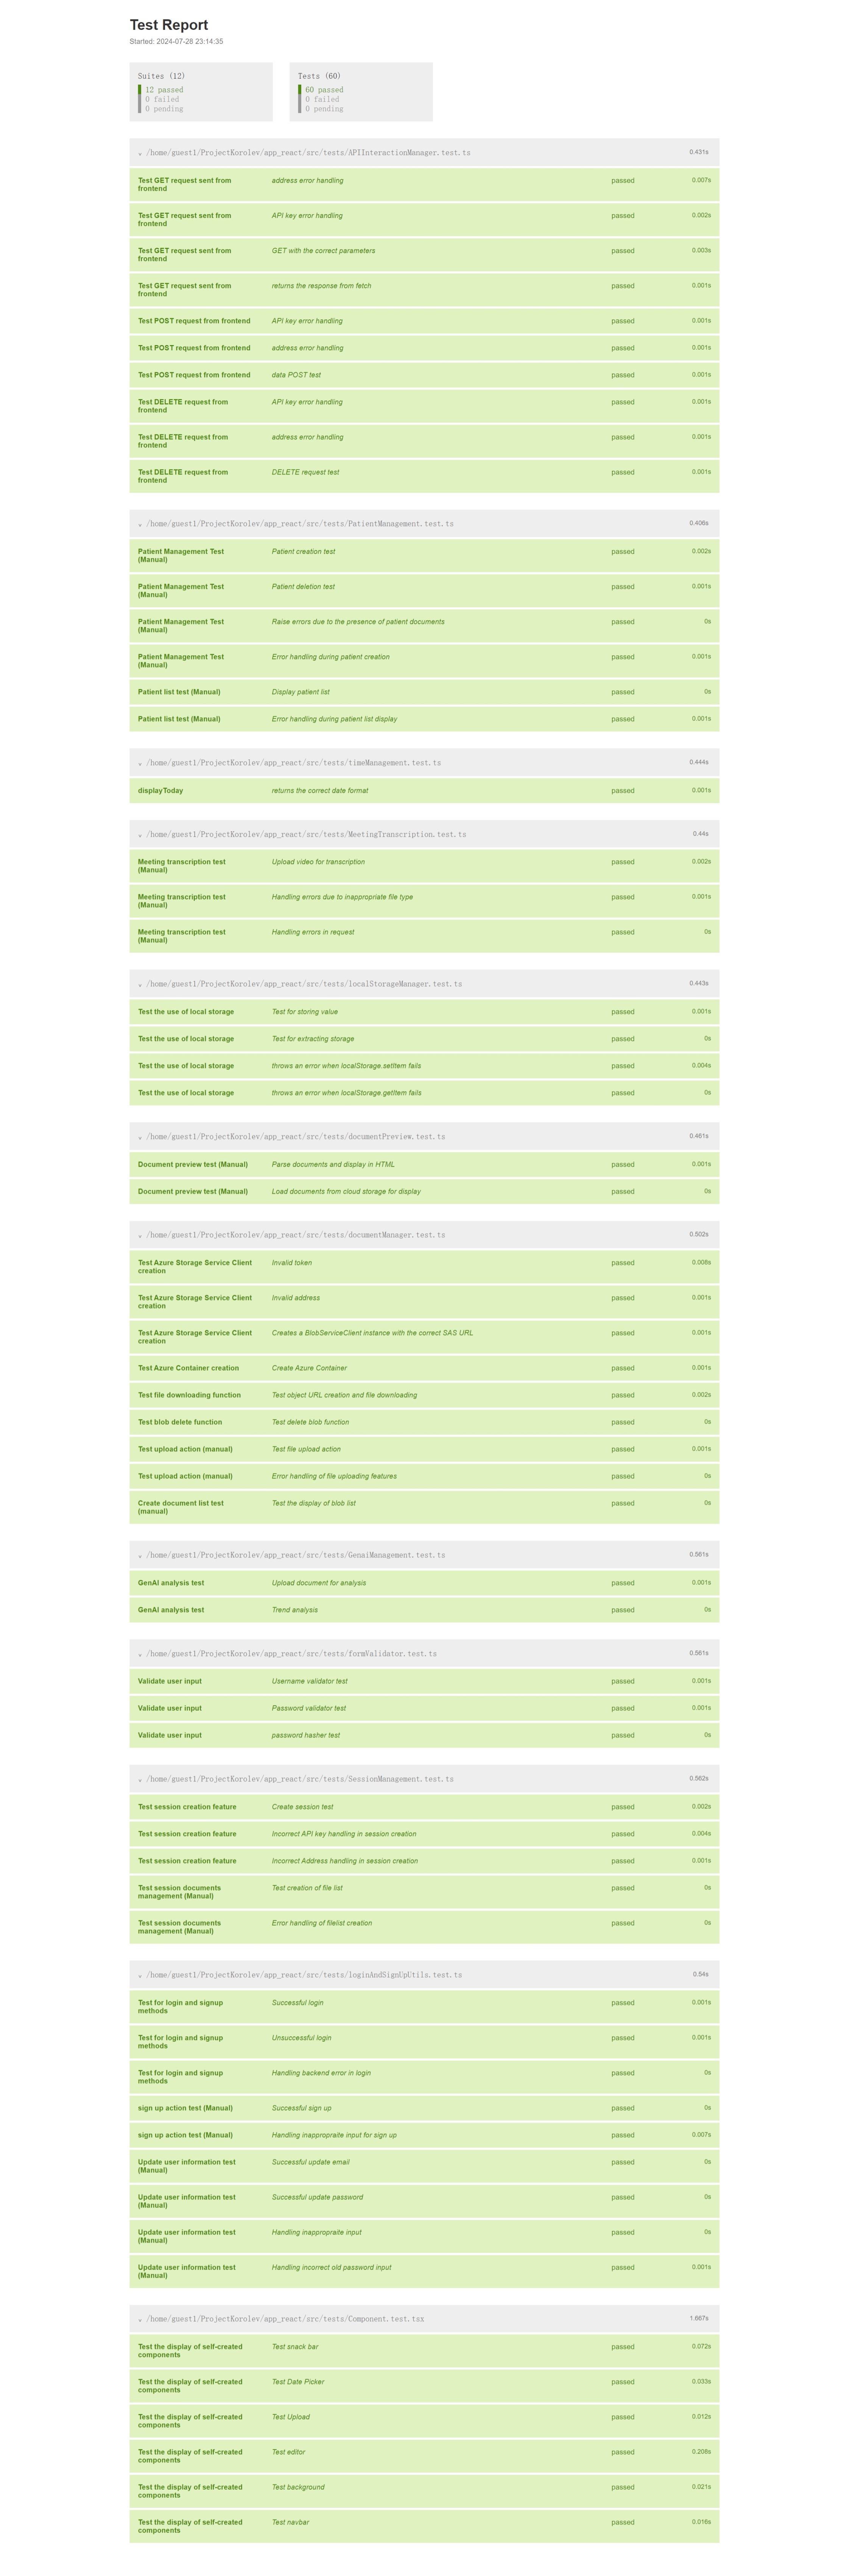 Test Report
Started: 2024-07-28 23:14:35
Suites (12)
12 passed
0 failed
0 pending
Tests (60)
60 passed
0 failed
0 pending
/home/guest1/ProjectKorolev/app_react/src/tests/APIInteractionManager.test.ts 0.431s
Test GET request sent from frontend address error handling passed 0.007s
Test GET request sent from frontend API key error handling passed 0.002s
Test GET request sent from frontend GET with the correct parameters passed 0.003s
Test GET request sent from frontend returns the response from fetch passed 0.001s
Test POST request from frontend API key error handling passed 0.001s
Test POST request from frontend address error handling passed 0.001s
Test POST request from frontend data POST test passed 0.001s
Test DELETE request from frontend API key error handling passed 0.001s
Test DELETE request from frontend address error handling passed 0.001s
Test DELETE request from frontend DELETE request test passed 0.001s
/home/guest1/ProjectKorolev/app_react/src/tests/PatientManagement.test.ts 0.406s
Patient Management Test (Manual) Patient creation test passed 0.002s
Patient Management Test (Manual) Patient deletion test passed 0.001s
Patient Management Test (Manual) Raise errors due to the presence of patient documents passed 0s
Patient Management Test (Manual) Error handling during patient creation passed 0.001s
Patient list test (Manual) Display patient list passed 0s
Patient list test (Manual) Error handling during patient list display passed 0.001s
/home/guest1/ProjectKorolev/app_react/src/tests/timeManagement.test.ts 0.444s
displayToday returns the correct date format passed 0.001s
/home/guest1/ProjectKorolev/app_react/src/tests/MeetingTranscription.test.ts 0.44s
Meeting transcription test (Manual) Upload video for transcription passed 0.002s
Meeting transcription test (Manual) Handling errors due to inappropriate file type passed 0.001s
Meeting transcription test (Manual) Handling errors in request passed 0s
/home/guest1/ProjectKorolev/app_react/src/tests/localStorageManager.test.ts 0.443s
Test the use of local storage Test for storing value passed 0.001s
Test the use of local storage Test for extracting storage passed 0s
Test the use of local storage throws an error when localStorage.setItem fails passed 0.004s
Test the use of local storage throws an error when localStorage.getItem fails passed 0s
/home/guest1/ProjectKorolev/app_react/src/tests/documentPreview.test.ts 0.461s
Document preview test (Manual) Parse documents and display in HTML passed 0.001s
Document preview test (Manual) Load documents from cloud storage for display passed 0s
/home/guest1/ProjectKorolev/app_react/src/tests/documentManager.test.ts 0.502s
Test Azure Storage Service Client creation Invalid token passed 0.008s
Test Azure Storage Service Client creation Invalid address passed 0.001s
Test Azure Storage Service Client creation Creates a BlobServiceClient instance with the correct SAS URL passed 0.001s
Test Azure Container creation Create Azure Container passed 0.001s
Test file downloading function Test object URL creation and file downloading passed 0.002s
Test blob delete function Test delete blob function passed 0s
Test upload action (manual) Test file upload action passed 0.001s
Test upload action (manual) Error handling of file uploading features passed 0s
Create document list test (manual) Test the display of blob list passed 0s
/home/guest1/ProjectKorolev/app_react/src/tests/GenaiManagement.test.ts 0.561s
GenAI analysis test Upload document for analysis passed 0.001s
GenAI analysis test Trend analysis passed 0s
/home/guest1/ProjectKorolev/app_react/src/tests/formValidator.test.ts 0.561s
Validate user input Username validator test passed 0.001s
Validate user input Password validator test passed 0.001s
Validate user input password hasher test passed 0s
/home/guest1/ProjectKorolev/app_react/src/tests/SessionManagement.test.ts 0.562s
Test session creation feature Create session test passed 0.002s
Test session creation feature Incorrect API key handling in session creation passed 0.004s
Test session creation feature Incorrect Address handling in session creation passed 0.001s
Test session documents management (Manual) Test creation of file list passed 0s
Test session documents management (Manual) Error handling of filelist creation passed 0s
/home/guest1/ProjectKorolev/app_react/src/tests/loginAndSignUpUtils.test.ts 0.54s
Test for login and signup methods Successful login passed 0.001s
Test for login and signup methods Unsuccessful login passed 0.001s
Test for login and signup methods Handling backend error in login passed 0s
sign up action test (Manual) Successful sign up passed 0s
sign up action test (Manual) Handling inappropraite input for sign up passed 0.007s
Update user information test (Manual) Successful update email passed 0s
Update user information test (Manual) Successful update password passed 0s
Update user information test (Manual) Handling inappropraite input passed 0s
Update user information test (Manual) Handling incorrect old password input passed 0.001s
/home/guest1/ProjectKorolev/app_react/src/tests/Component.test.tsx 1.667s
Test the display of self-created components Test snack bar passed 0.072s
Test the display of self-created components Test Date Picker passed 0.033s
Test the display of self-created components Test Upload passed 0.012s
Test the display of self-created components Test editor passed 0.208s
Test the display of self-created components Test background passed 0.021s
Test the display of self-created components Test navbar passed 0.016s